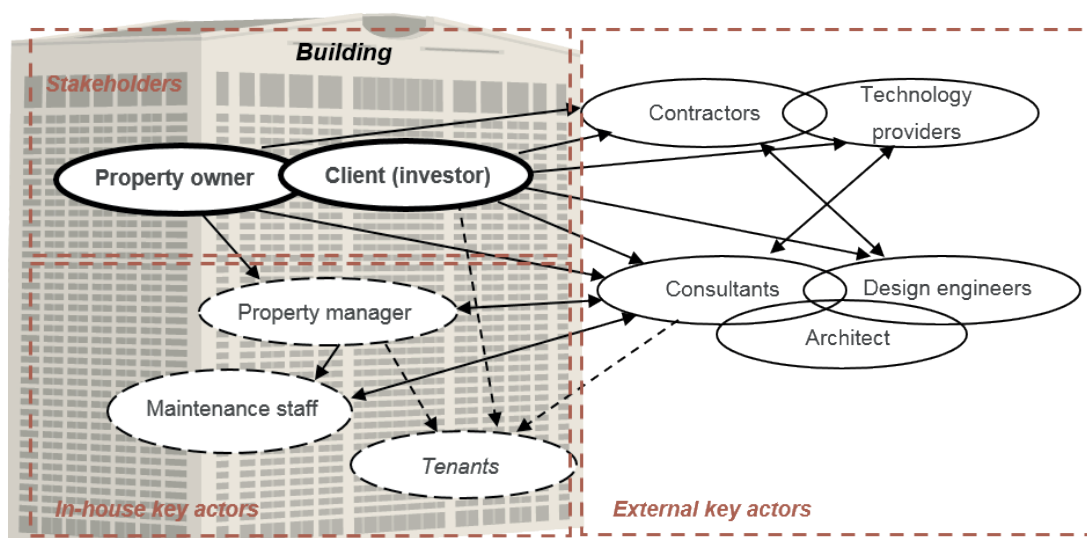 Building
Stakeholders
Contractors
Technology
providers
Property owner
Client (investor)
Consultants
Design engineers
Property manager
Architect
Maintenance staff
Tenants
In-house key actors
External key actors